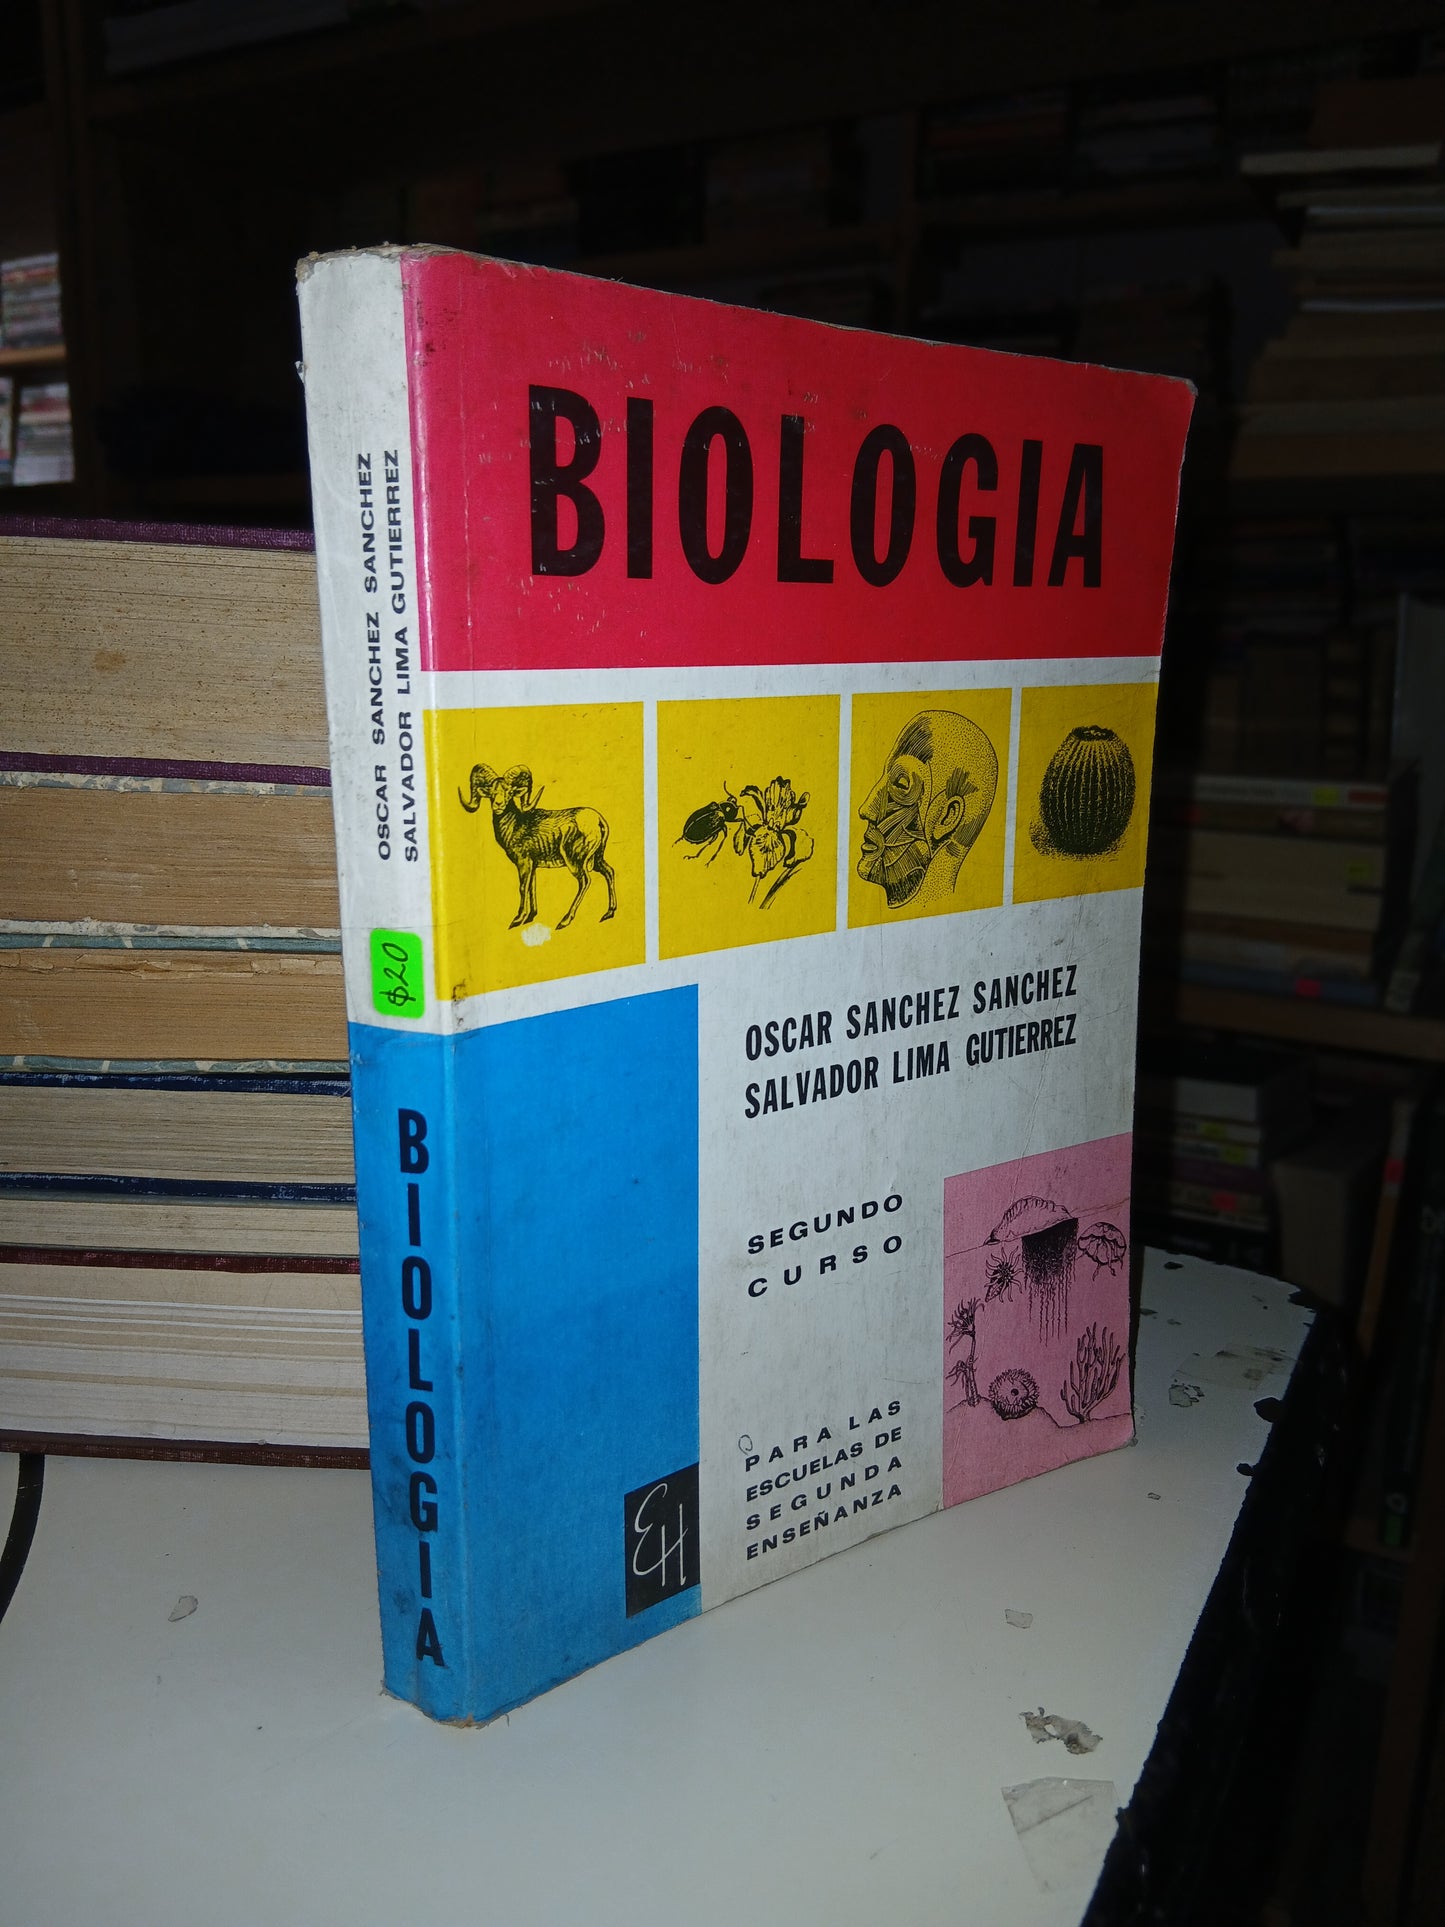 BIOLOGIA
OSCAR SANCHEZ SANCHEZ
SALVADOR LIMA GUTIERREZ
SEGUNDO
CURSO
PARA LAS
ESCUELAS DE
SEGUNDA
ENSEÑANZA
EH
OSCAR SANCHEZ SANCHEZ
SALVADOR LIMA GUTIERREZ
$20
BIOLOGIA